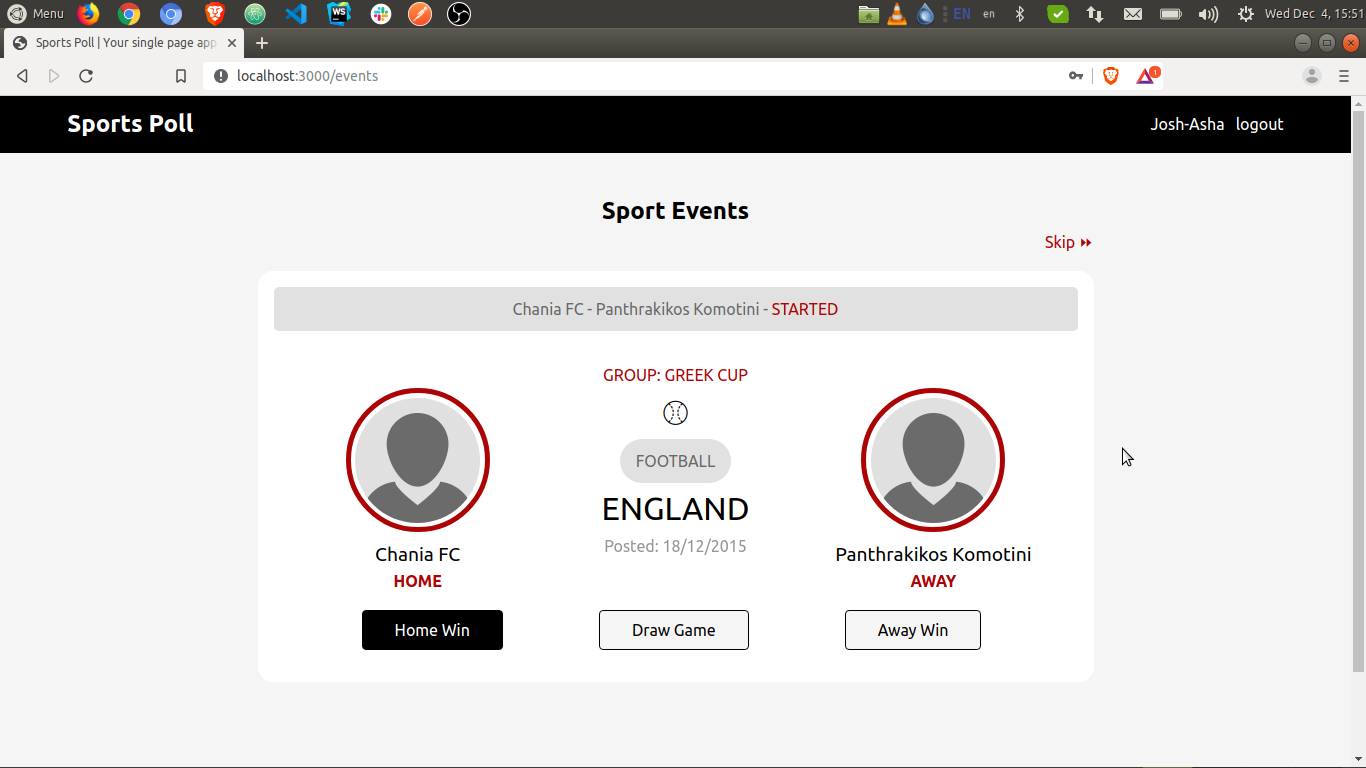 Menu
WS
EN
en
Wed Dec 4, 15:51
Sports Poll | Your single page app
localhost:3000/events
1
Sports Poll
Josh-Asha logout
Sport Events
Skip
Chania FC - Panthrakikos Komotini - STARTED
GROUP: GREEK CUP
FOOTBALL
ENGLAND
Posted: 18/12/2015
Chania FC
HOME
Panthrakikos Komotini
AWAY
Home Win
Draw Game
Away Win